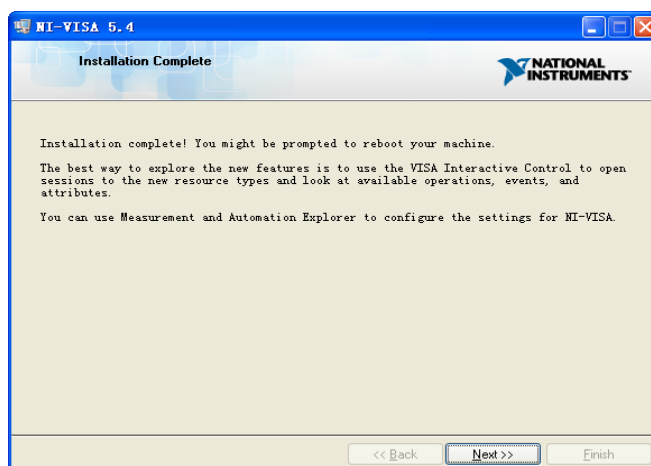 NI-VISA 5.4
Installation Complete
NATIONAL
INSTRUMENTS™
Installation complete! You might be prompted to reboot your machine.
The best way to explore the new features is to use the VISA Interactive Control to open
sessions to the new resource types and look at available operations, events, and
attributes.
You can use Measurement and Automation Explorer to configure the settings for NI-VISA.
<< Back
Next >>
Finish